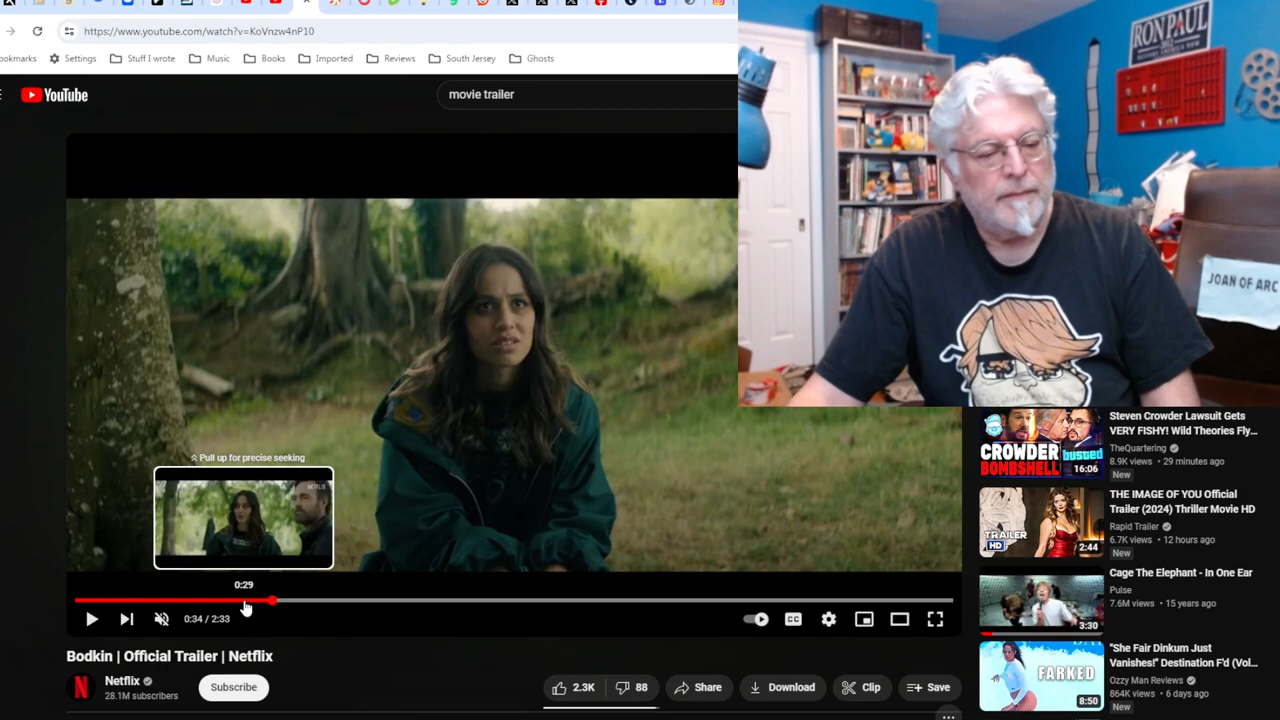 https://www.youtube.com/watch?v=KoVnzw4nP10
okmarks
Settings
Stuff I wrote
Music
Books
Imported
Reviews
South Jersey
Ghosts
YouTube
movie trailer
RON PAUL
2012
JOAN OF ARC
Pull up for precise seeking
NETFLIX
0:29
0:34 / 2:33
CC
Bodkin | Official Trailer | Netflix
Netflix
28.1M subscribers
Subscribe
2.3K
88
Share
Download
Clip
Save
CROWDER
BOMBSHELL
busted
16:06
Steven Crowder Lawsuit Gets
VERY FISHY! Wild Theories Fly...
TheQuartering
8.9K views • 29 minutes ago
New
TRAILER
HD
2:44
THE IMAGE OF YOU Official
Trailer (2024) Thriller Movie HD
Rapid Trailer
6.7K views • 12 hours ago
New
3:30
Cage The Elephant - In One Ear
Pulse
7.6M views • 15 years ago
FARKED
8:50
"She Fair Dinkum Just
Vanishes!" Destination F'd (Vol...
Ozzy Man Reviews
864K views • 6 days ago
New